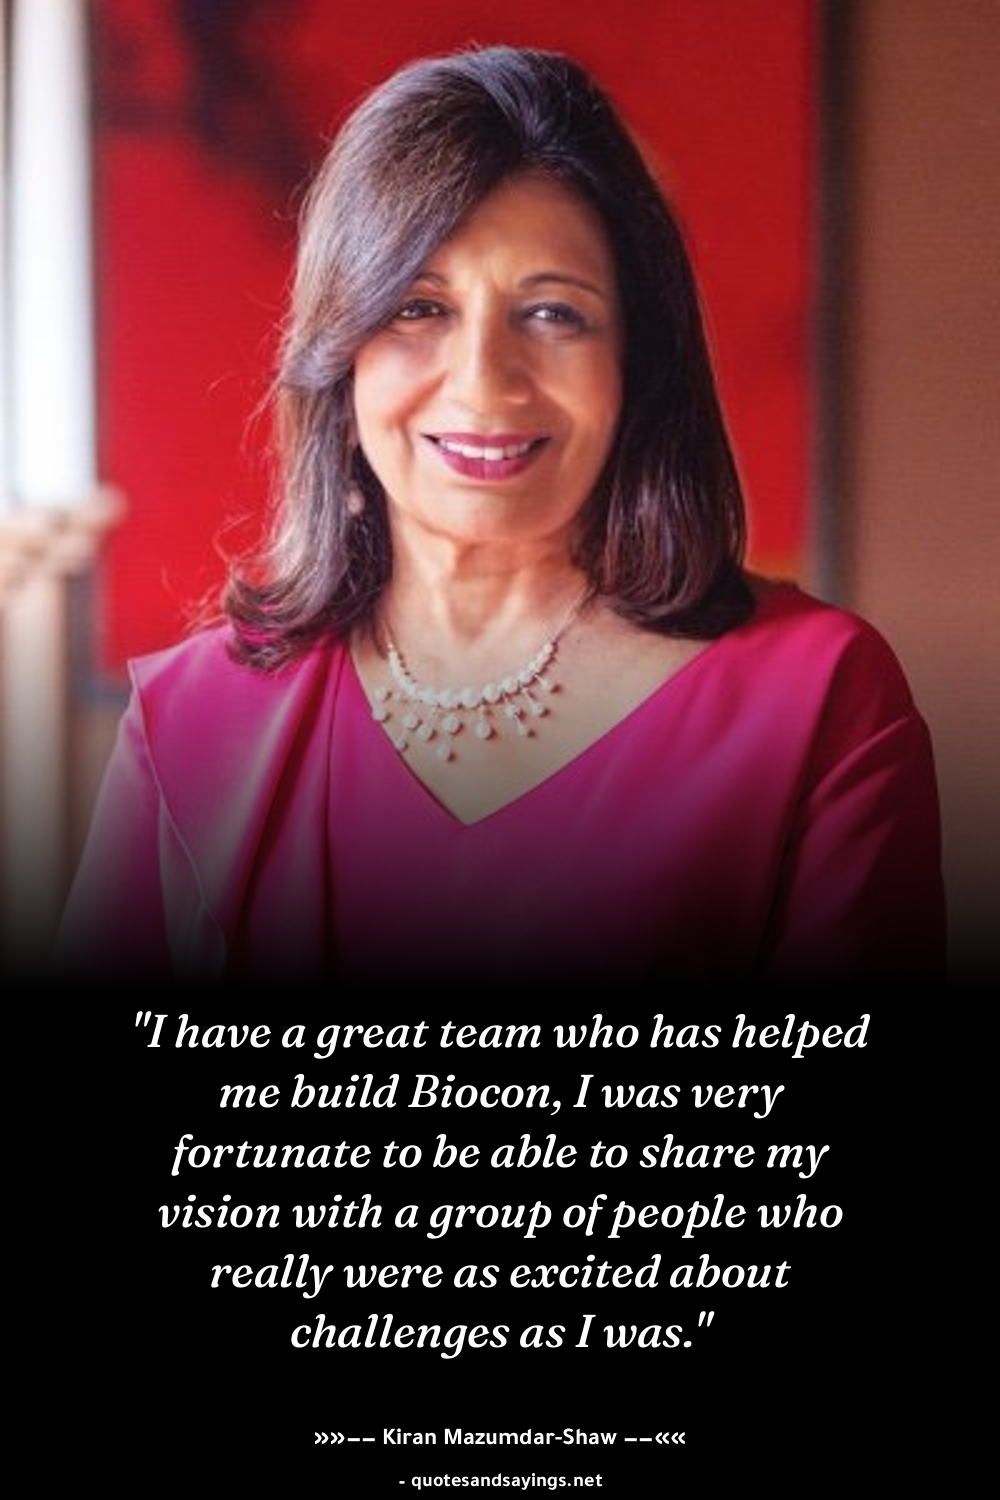 "I have a great team who has helped
me build Biocon, I was very
fortunate to be able to share my
vision with a group of people who
really were as excited about
challenges as I was."
»»–– Kiran Mazumdar-Shaw ––««
- quotesandsayings.net